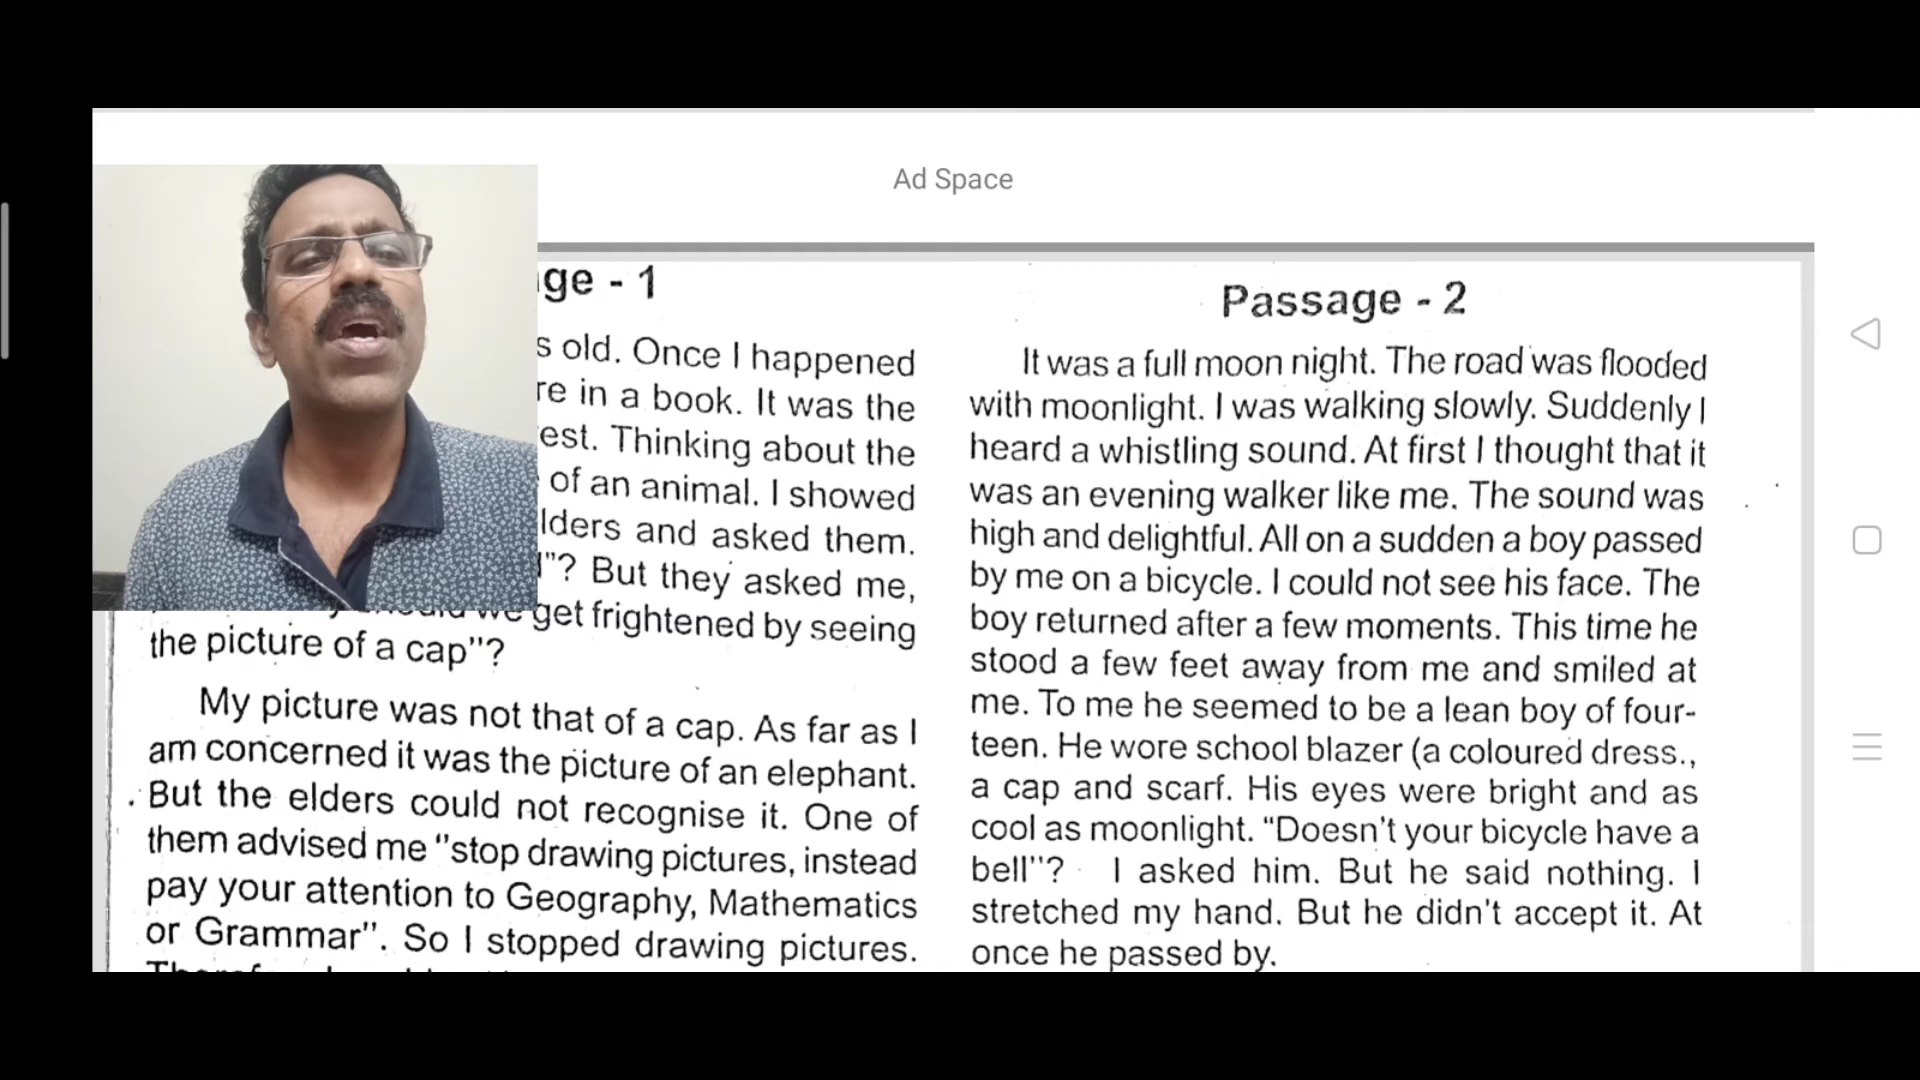 Ad Space
ge - 1
s old. Once I happened
re in a book. It was the
est. Thinking about the
of an animal. I showed
lders and asked them.
"? But they asked me,
get frightened by seeing
the picture of a cap"?
My picture was not that of a cap. As far as I
am concerned it was the picture of an elephant.
But the elders could not recognise it. One of
them advised me "stop drawing pictures, instead
pay your attention to Geography, Mathematics
or Grammar". So I stopped drawing pictures.
Passage - 2
It was a full moon night. The road was flooded
with moonlight. I was walking slowly. Suddenly I
heard a whistling sound. At first I thought that it
was an evening walker like me. The sound was
high and delightful. All on a sudden a boy passed
by me on a bicycle. I could not see his face. The
boy returned after a few moments. This time he
stood a few feet away from me and smiled at
me. To me he seemed to be a lean boy of four-
teen. He wore school blazer (a coloured dress.,
a cap and scarf. His eyes were bright and as
cool as moonlight. "Doesn't your bicycle have a
bell"? I asked him. But he said nothing. I
stretched my hand. But he didn't accept it. At
once he passed by.